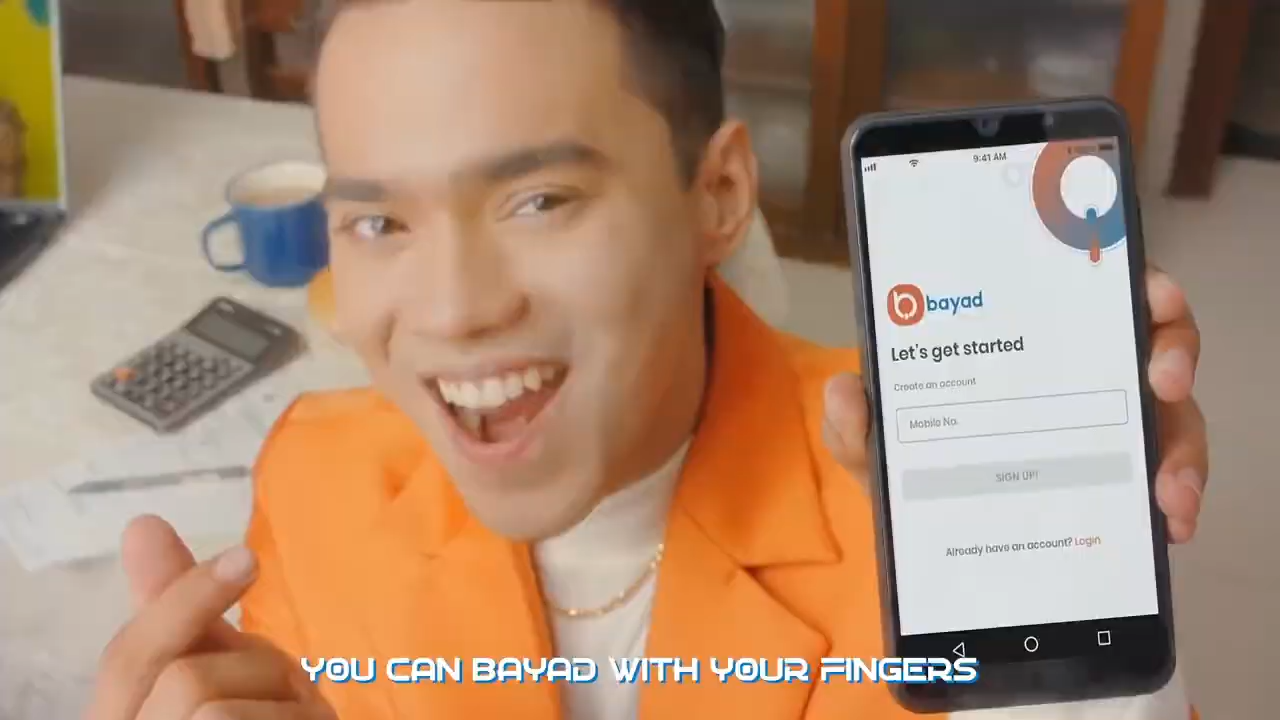 9:41 AM
bayad
Let's get started
Create an account
Mobile No.
SIGN UP!
Already have an account? Login
YOU CAN BAYAD WITH YOUR FINGERS